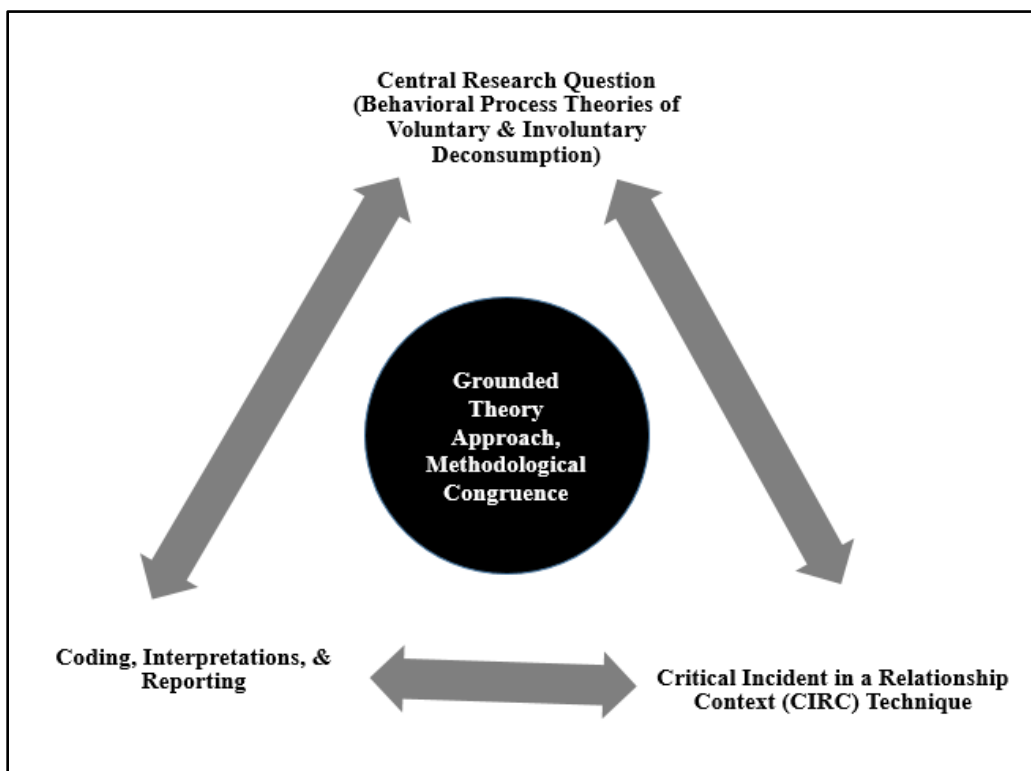 Central Research Question
(Behavioral Process Theories of
Voluntary & Involuntary
Deconsumption)
Grounded
Theory
Approach,
Methodological
Congruence
Coding, Interpretations, &
Reporting
Critical Incident in a Relationship
Context (CIRC) Technique